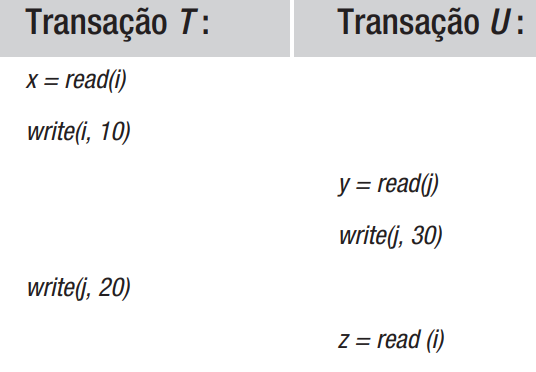 Transação T: Transação U:
x = read(i)
write(i, 10)
y = read(j)
write(j, 30)
write(j, 20)
z = read (i)